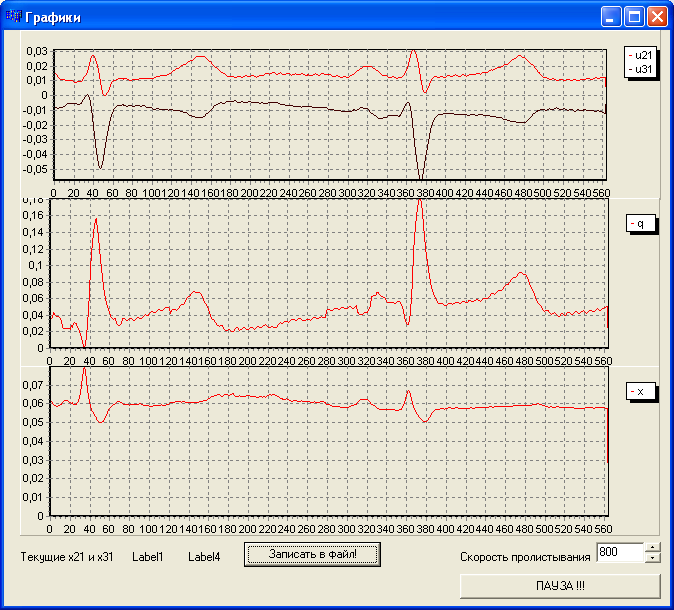 Графики
0,03
0,02
0,01
0
-0,01
-0,02
-0,03
-0,04
-0,05
0 20 40 60 80 100 120 140 160 180 200 220 240 260 280 300 320 340 360 380 400 420 440 460 480 500 520 540 560
- u21
- u31
0,18
0,16
0,14
0,12
0,1
0,08
0,06
0,04
0,02
0
0 20 40 60 80 100 120 140 160 180 200 220 240 260 280 300 320 340 360 380 400 420 440 460 480 500 520 540 560
- q
0,07
0,06
0,05
0,04
0,03
0,02
0,01
0
0 20 40 60 80 100 120 140 160 180 200 220 240 260 280 300 320 340 360 380 400 420 440 460 480 500 520 540 560
- x
Текущие x21 и x31 Label1 Label4 Записать в файл! Скорость пролистывания 800
ПАУЗА !!!